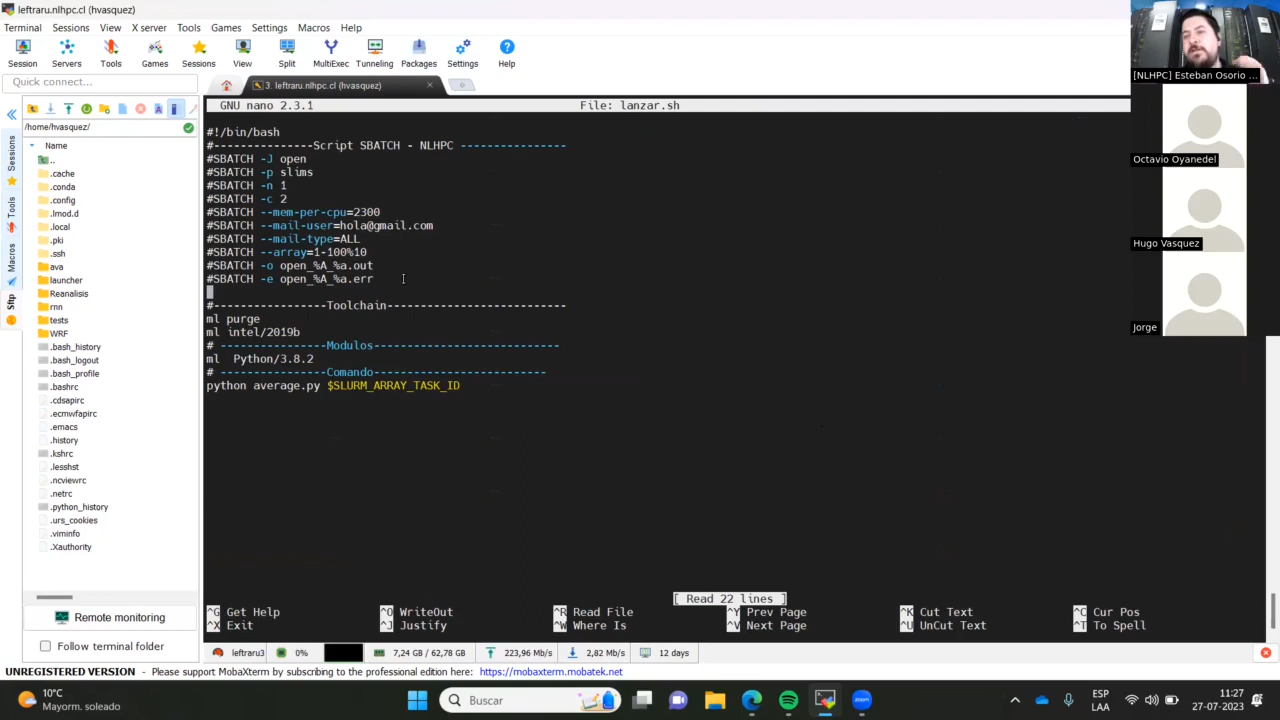 leftraru.nlhpc.cl (hvasquez)
Terminal Sessions View X server Tools Games Settings Macros Help
Session Servers Tools Games Sessions View Split MultiExec Tunneling Packages Settings Help
Quick connect...
3. leftraru.nlhpc.cl (hvasquez)
/home/hvasquez/
Name
..
.cache
.conda
.config
.lmod.d
.local
.pki
.ssh
ava
launcher
Reanalisis
rnn
tests
WRF
.bash_history
.bash_logout
.bash_profile
.bashrc
.cdsapirc
.ecmwfapirc
.emacs
.history
.kshrc
.lesshst
.ncviewrc
.netrc
.python_history
.urs_cookies
.viminfo
.Xauthority
Sessions
Tools
Macros
Sftp
Remote monitoring
Follow terminal folder
GNU nano 2.3.1 File: lanzar.sh
#!/bin/bash
#---------------Script SBATCH - NLHPC ----------------
#SBATCH -J open
#SBATCH -p slims
#SBATCH -n 1
#SBATCH -c 2
#SBATCH --mem-per-cpu=2300
#SBATCH --mail-user=hola@gmail.com
#SBATCH --mail-type=ALL
#SBATCH --array=1-100%10
#SBATCH -o open_%A_%a.out
#SBATCH -e open_%A_%a.err
#-----------------Toolchain---------------------------
ml purge
ml intel/2019b
# ----------------Modulos----------------------------
ml  Python/3.8.2
# ----------------Comando--------------------------
python average.py $SLURM_ARRAY_TASK_ID
[ Read 22 lines ]
^G Get Help ^O WriteOut ^R Read File ^Y Prev Page ^K Cut Text ^C Cur Pos
^X Exit ^J Justify ^W Where Is ^V Next Page ^U UnCut Text ^T To Spell
leftraru3 0% 7,24 GB / 62,78 GB 223,96 Mb/s 2,82 Mb/s 12 days
UNREGISTERED VERSION - Please support MobaXterm by subscribing to the professional edition here: https://mobaxterm.mobatek.net
[NLHPC] Esteban Osorio ...
Octavio Oyanedel
Hugo Vasquez
Jorge
10°C
Mayorm. soleado
Buscar
zoom
ESP
LAA
11:27
27-07-2023